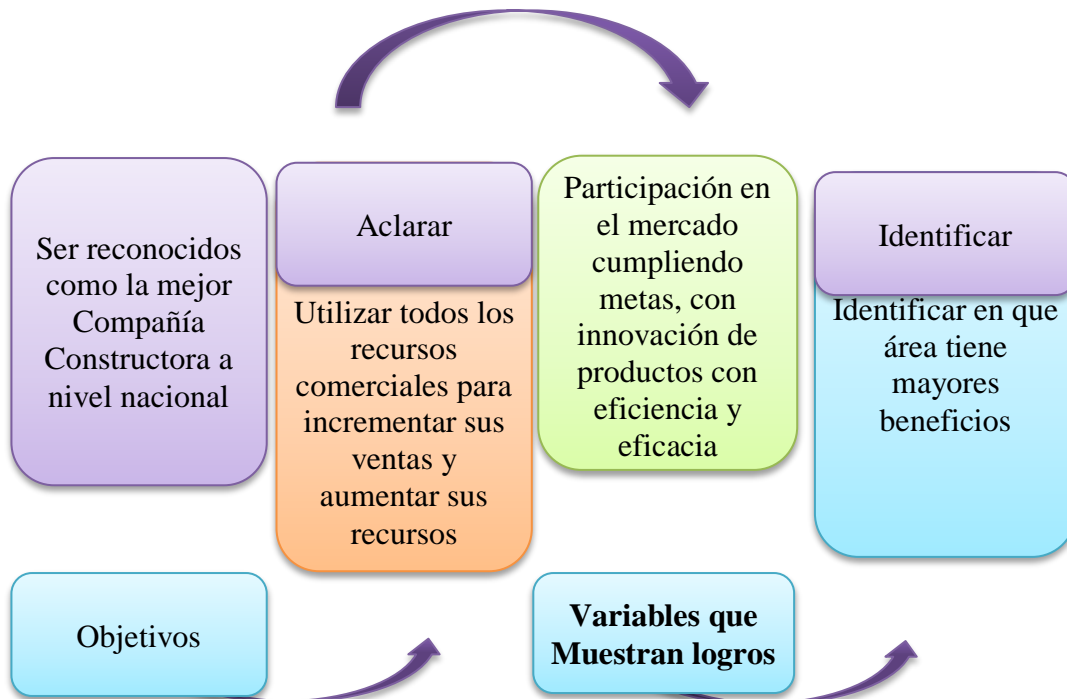 Ser reconocidos
como la mejor
Compañía
Constructora a
nivel nacional
Objetivos
Aclarar
Utilizar todos los
recursos
comerciales para
incrementar sus
ventas y
aumentar sus
recursos
Participación en
el mercado
cumpliendo
metas, con
innovación de
productos con
eficiencia y
eficacia
Variables que
Muestran logros
Identificar
Identificar en que
área tiene
mayores
beneficios